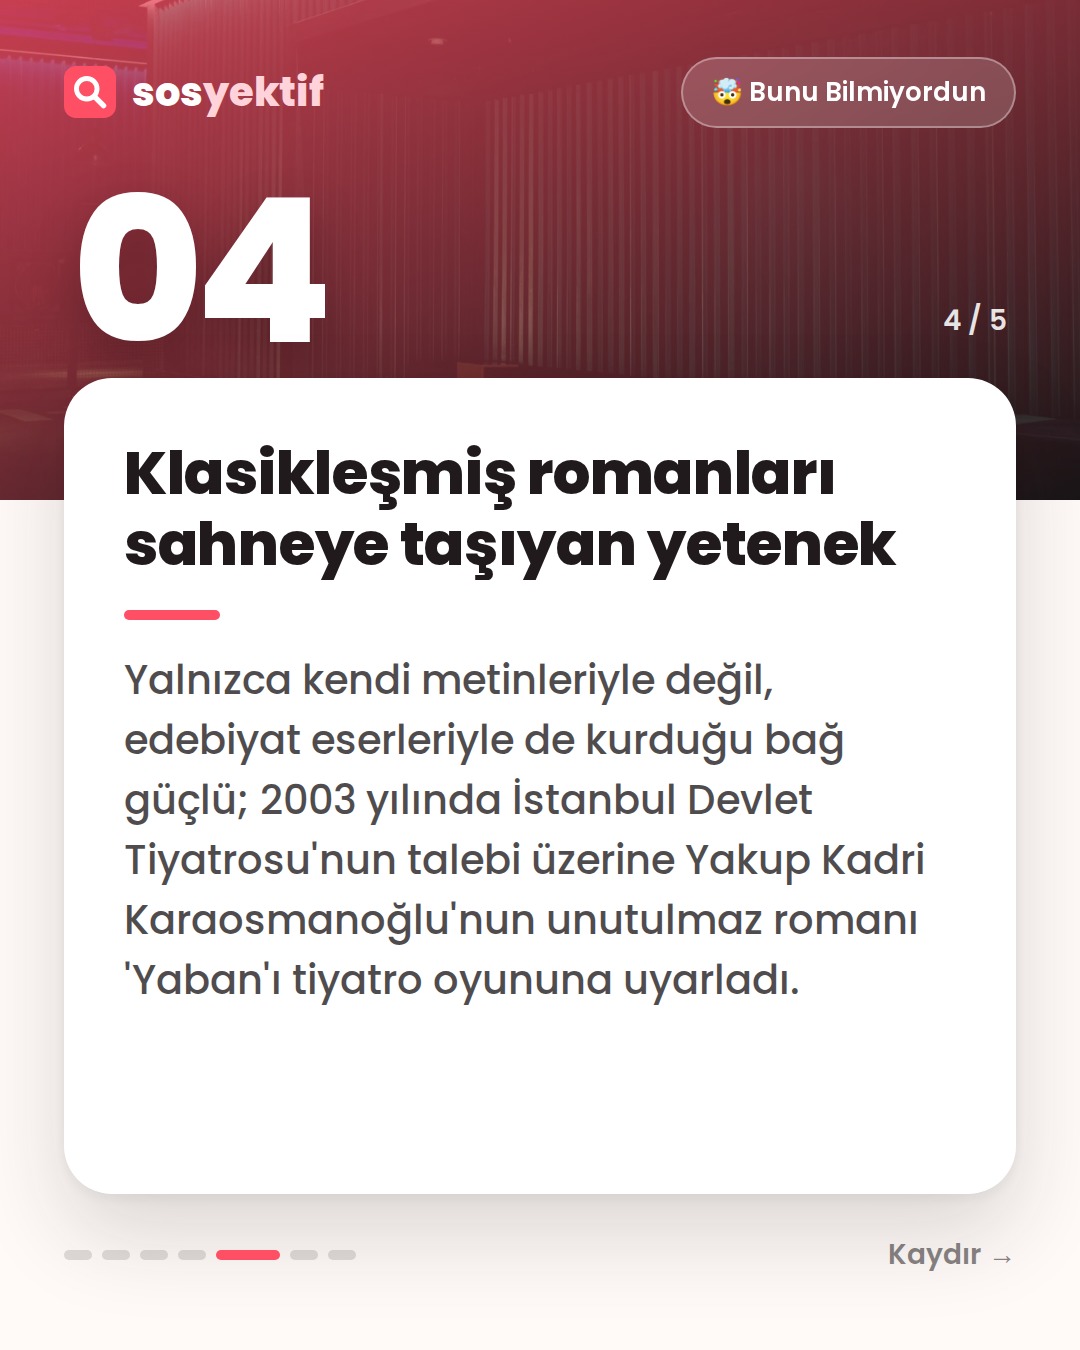 sosyektif
🤯 Bunu Bilmiyordun
04
4 / 5
Klasikleşmiş romanları
sahneye taşıyan yetenek
Yalnızca kendi metinleriyle değil,
edebiyat eserleriyle de kurduğu bağ
güçlü; 2003 yılında İstanbul Devlet
Tiyatrosu'nun talebi üzerine Yakup Kadri
Karaosmanoğlu'nun unutulmaz romanı
'Yaban'ı tiyatro oyununa uyarladı.
Kaydır →